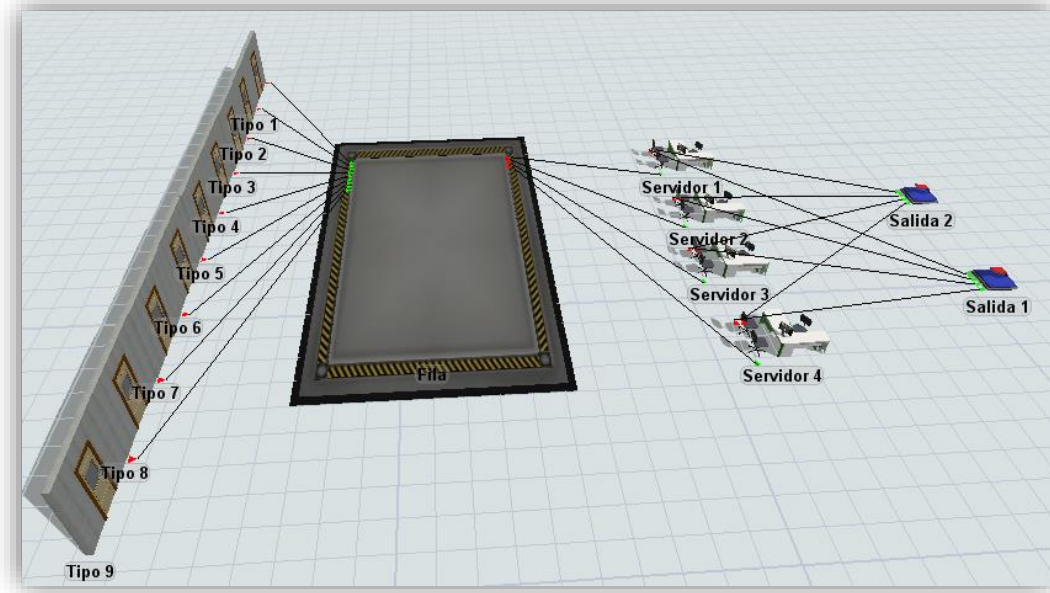 Tipo 1
Tipo 2
Tipo 3
Tipo 4
Tipo 5
Tipo 6
Tipo 7
Tipo 8
Tipo 9
Fila
Servidor 1
Servidor 2
Servidor 3
Servidor 4
Salida 2
Salida 1